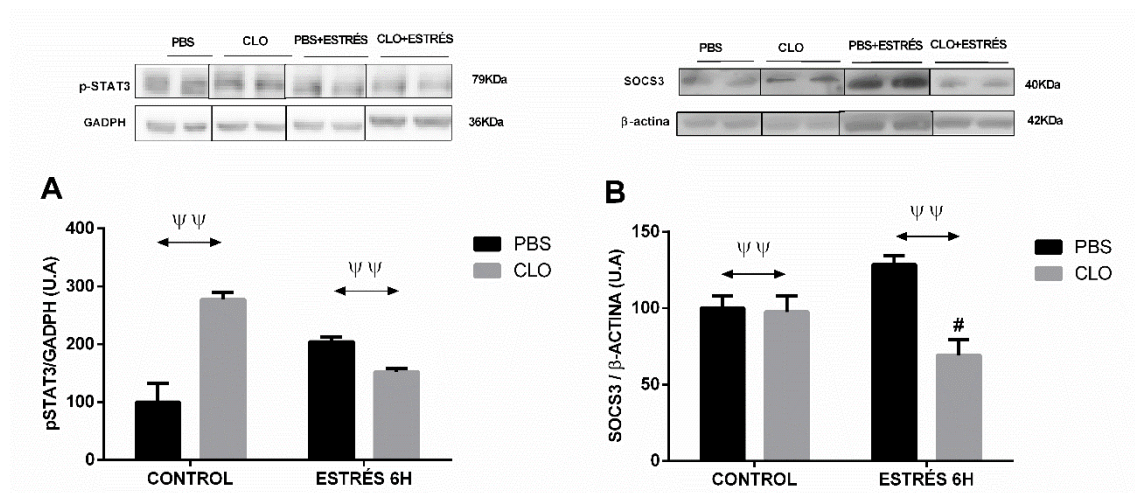 PBS CLO PBS+ESTRÉS CLO+ESTRÉS
p-STAT3 79KDa
GADPH 36KDa
PBS CLO PBS+ESTRÉS CLO+ESTRÉS
SOCS3 40KDa
β-actina 42KDa
A
ψ ψ
ψ ψ
PBS
CLO
pSTAT3/GADPH (U.A)
400
300
200
100
0
CONTROL ESTRÉS 6H
B
ψ ψ
ψ ψ
#
PBS
CLO
SOCS3 / β-ACTINA (U.A)
150
100
50
0
CONTROL ESTRÉS 6H